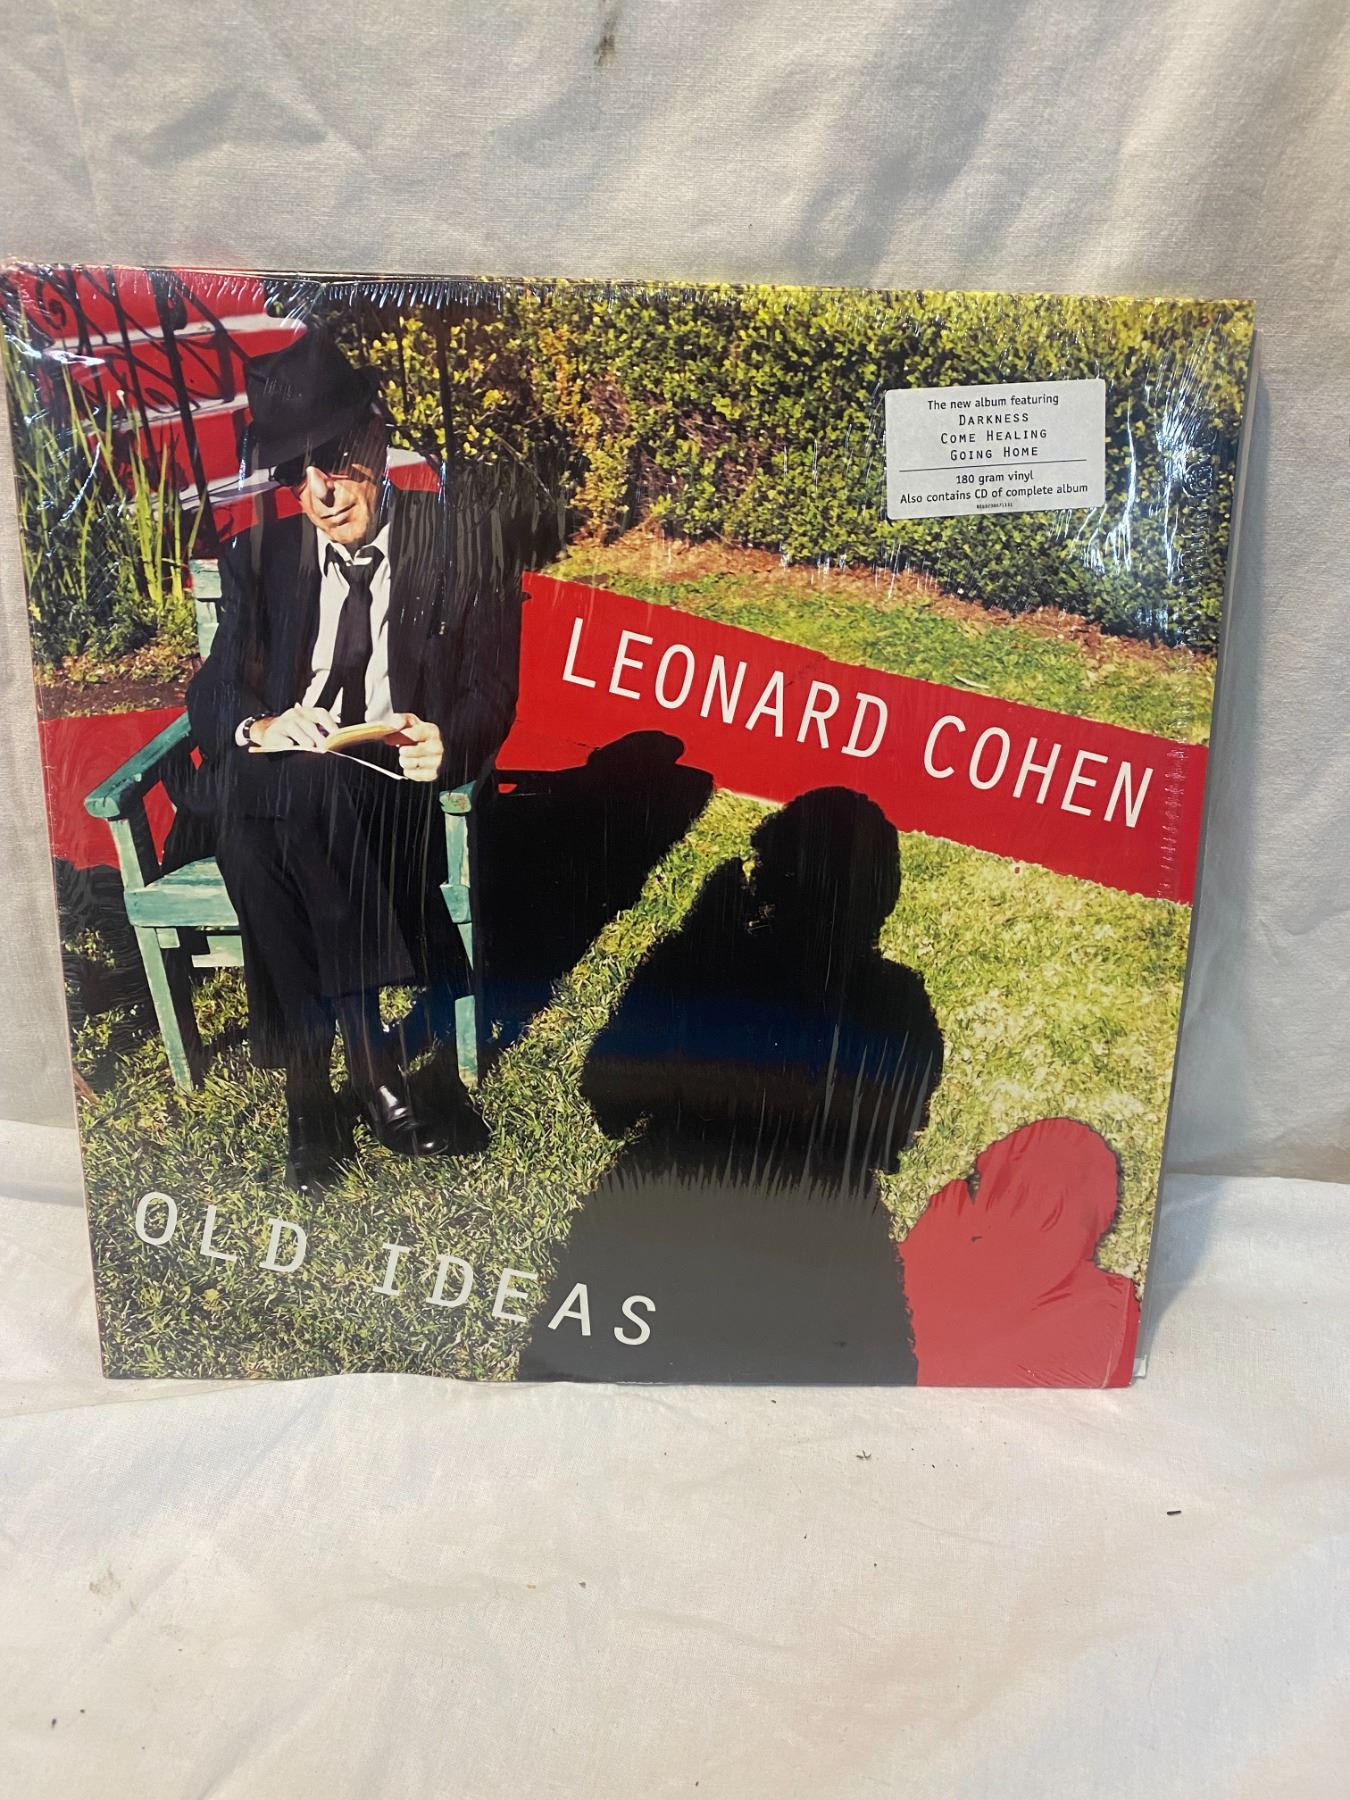 The new album featuring
DARKNESS
COME HEALING
GOING HOME
180 gram vinyl
Also contains CD of complete album
LEONARD COHEN
OLD IDEAS